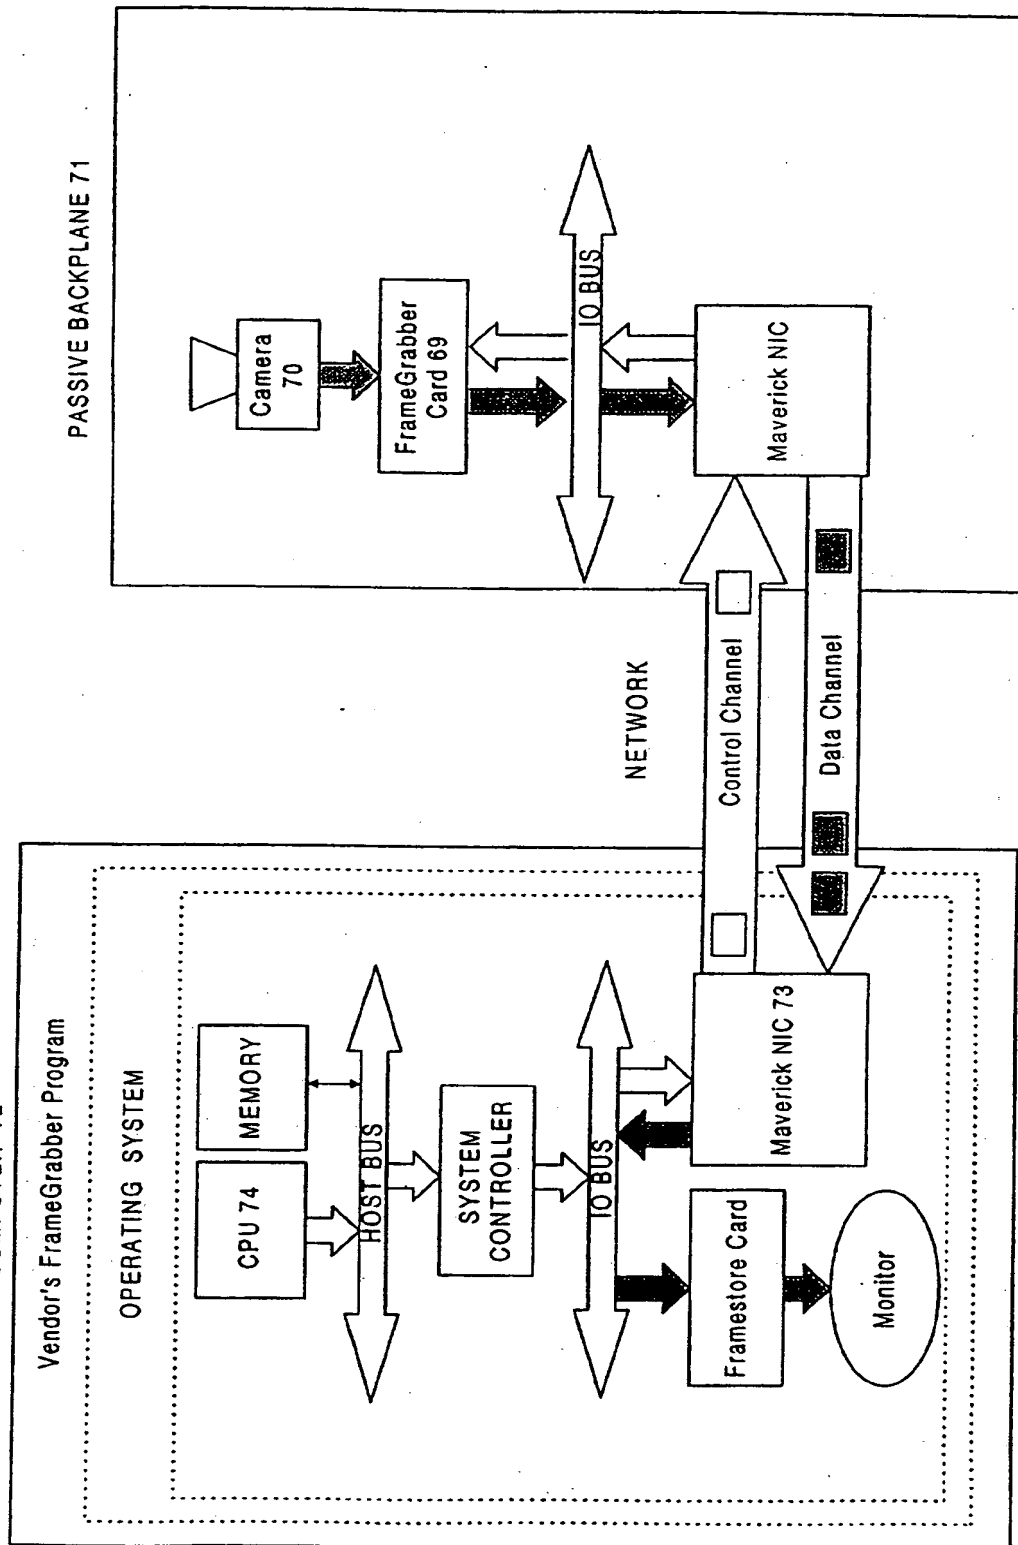 Vendor's FrameGrabber Program
OPERATING SYSTEM
CPU 74
MEMORY
HOST BUS
SYSTEM
CONTROLLER
IO BUS
Framestore Card
Monitor
Maverick NIC 73
NETWORK
Control Channel
Data Channel
PASSIVE BACKPLANE 71
Camera
70
FrameGrabber
Card 69
IO BUS
Maverick NIC